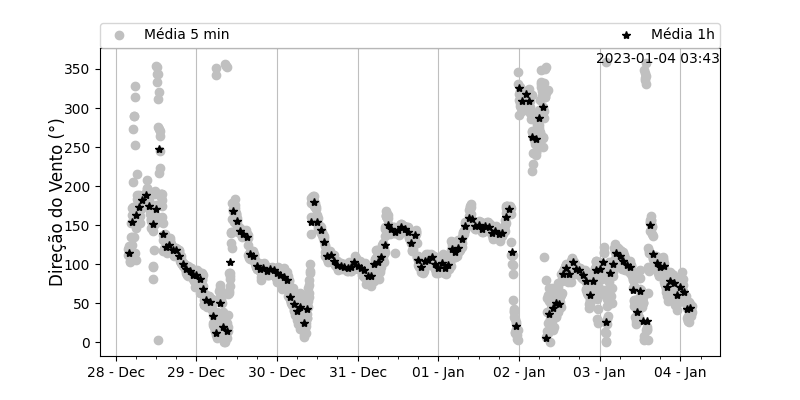 Média 5 min
Média 1h
2023-01-04 03:43
Direção do Vento (°)
350
300
250
200
150
100
50
0
28 - Dec
29 - Dec
30 - Dec
31 - Dec
01 - Jan
02 - Jan
03 - Jan
04 - Jan